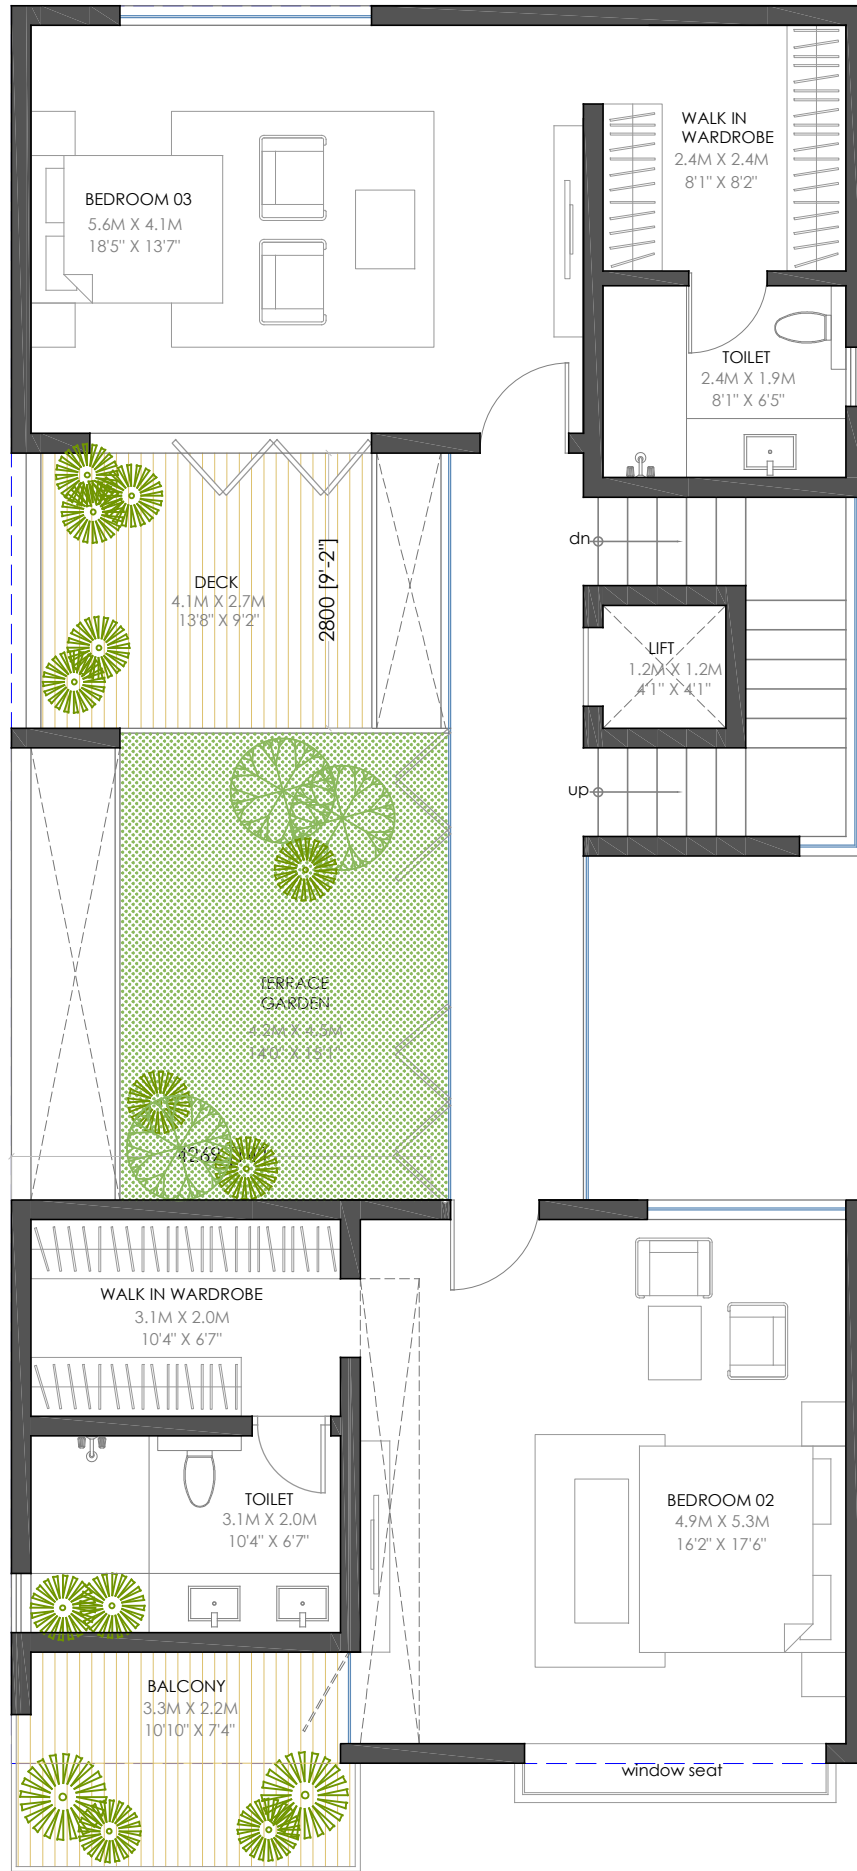 WALK IN
WARDROBE
2.4M X 2.4M
8'1" X 8'2"
BEDROOM 03
5.6M X 4.1M
18'5" X 13'7"
TOILET
2.4M X 1.9M
8'1" X 6'5"
dn
DECK
4.1M X 2.7M
13'8" X 9'2"
2800 [9'-2"]
LIFT
1.2M X 1.2M
4'1" X 4'1"
up
TERRACE
GARDEN
4.2M X 4.5M
14'0" X 15'1"
4269
WALK IN WARDROBE
3.1M X 2.0M
10'4" X 6'7"
TOILET
3.1M X 2.0M
10'4" X 6'7"
BEDROOM 02
4.9M X 5.3M
16'2" X 17'6"
BALCONY
3.3M X 2.2M
10'10" X 7'4"
window seat